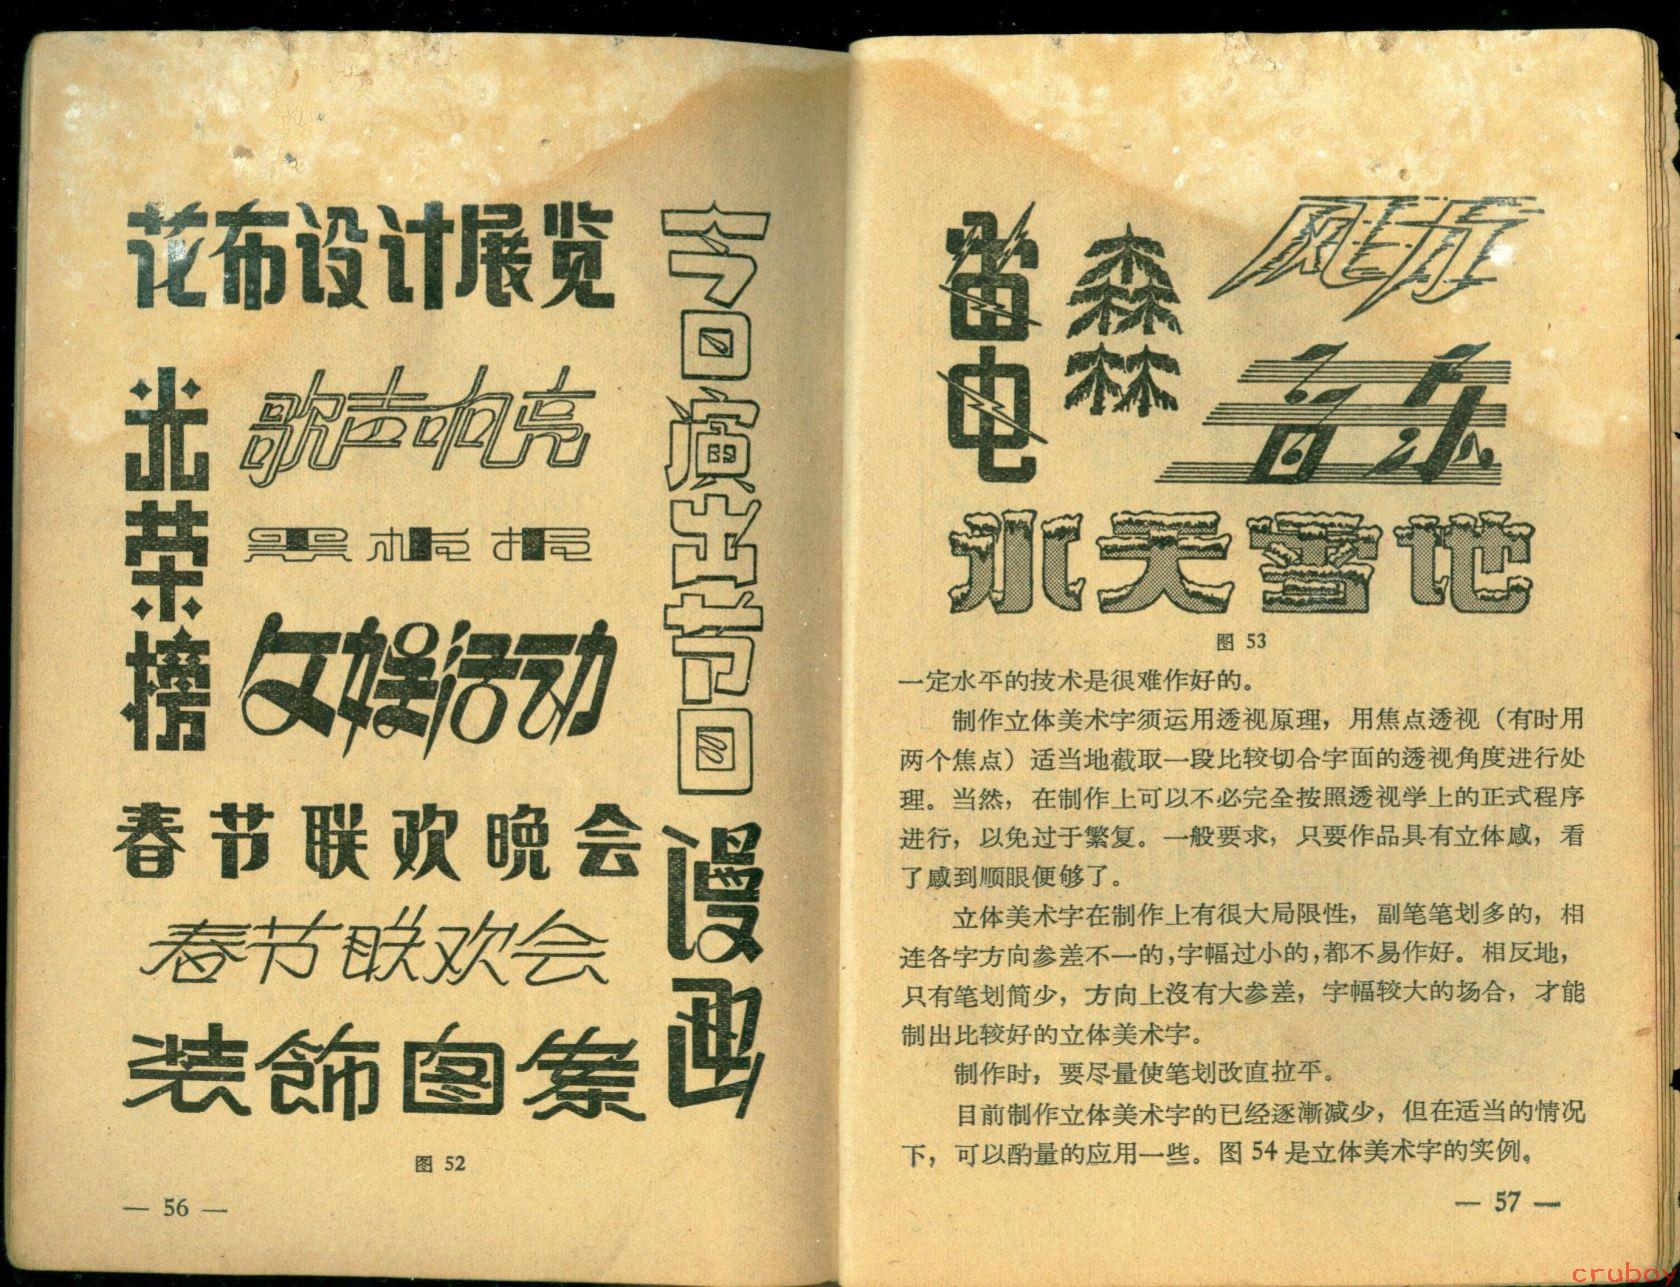 花布设计展览
光荣榜
歌声响亮
黑板报
文娱活动
春节联欢晚会
春节联欢会
装饰图案
今日演出节目
漫画
图 52
— 56 —
雷电
森林
音乐
冰天雪地
图 53
一定水平的技术是很难作好的。
制作立体美术字须运用透视原理，用焦点透视（有时用
两个焦点）适当地截取一段比较切合字面的透视角度进行处
理。当然，在制作上可以不必完全按照透视学上的正式程序
进行，以免过于繁复。一般要求，只要作品具有立体感，看
了感到顺眼便够了。
立体美术字在制作上有很大局限性，副笔笔划多的，相
连各字方向参差不一的，字幅过小的，都不易作好。相反地，
只有笔划简少，方向上沒有大参差，字幅较大的场合，才能
制出比较好的立体美术字。
制作时，要尽量使笔划改直拉平。
目前制作立体美术字的已经逐渐减少，但在适当的情况
下，可以酌量的应用一些。图 54 是立体美术字的实例。
— 57 —